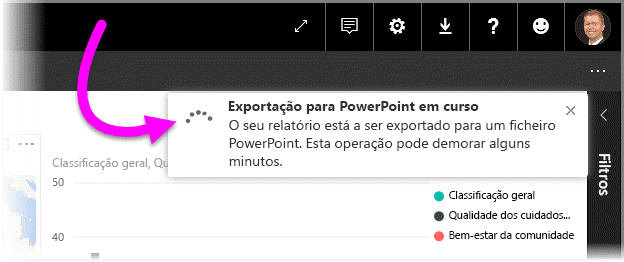 Exportação para PowerPoint em curso
O seu relatório está a ser exportado para um ficheiro
PowerPoint. Esta operação pode demorar alguns
minutos.
Filtros
Classificação geral, Qu
50
40
Classificação geral
Qualidade dos cuidados...
Bem-estar da comunidade